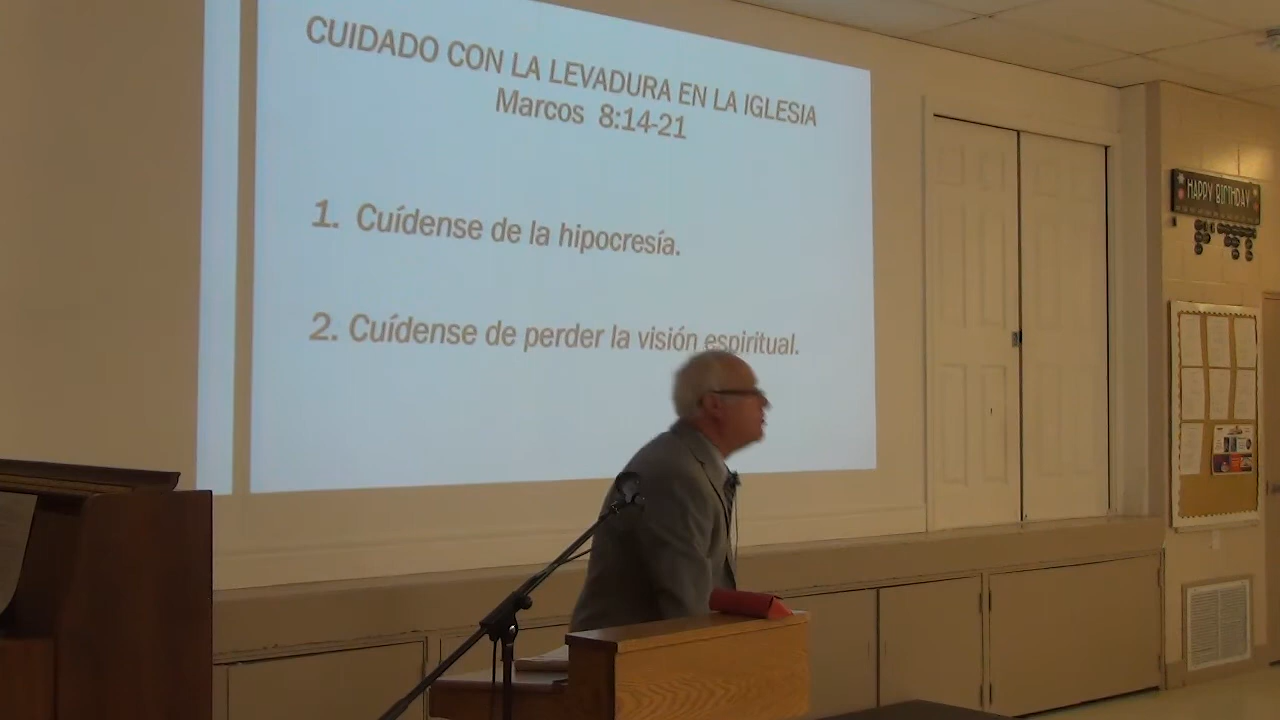 CUIDADO CON LA LEVADURA EN LA IGLESIA
Marcos 8:14-21
1. Cuídense de la hipocresía.
2. Cuídense de perder la visión espiritual.
HAPPY BIRTHDAY